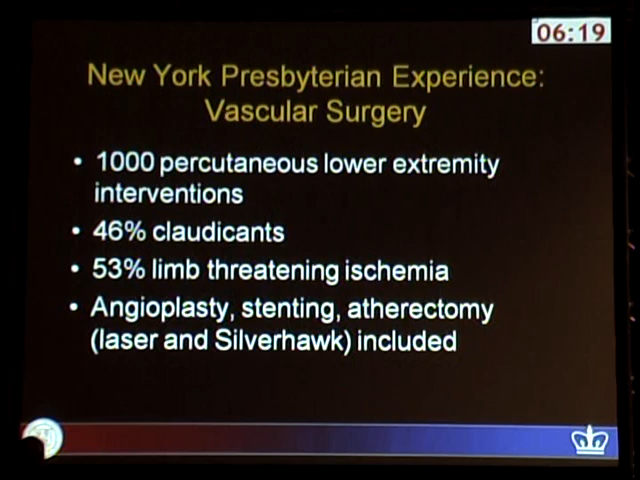 06:19
New York Presbyterian Experience:
Vascular Surgery
• 1000 percutaneous lower extremity
interventions
• 46% claudicants
• 53% limb threatening ischemia
• Angioplasty, stenting, atherectomy
(laser and Silverhawk) included